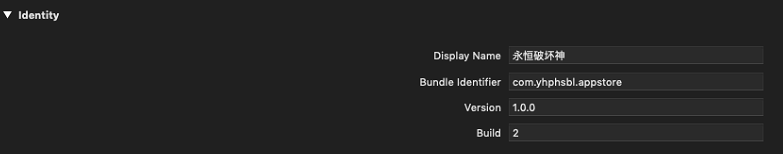 Identity
Display Name 永恒破坏神
Bundle Identifier com.yhphsbl.appstore
Version 1.0.0
Build 2